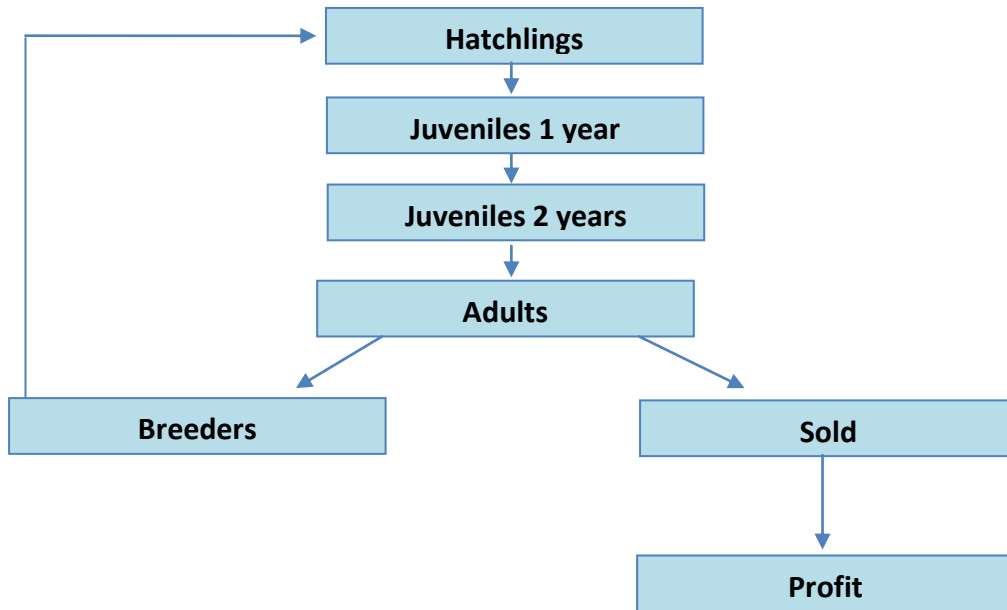 Hatchlings
Juveniles 1 year
Juveniles 2 years
Adults
Breeders
Sold
Profit